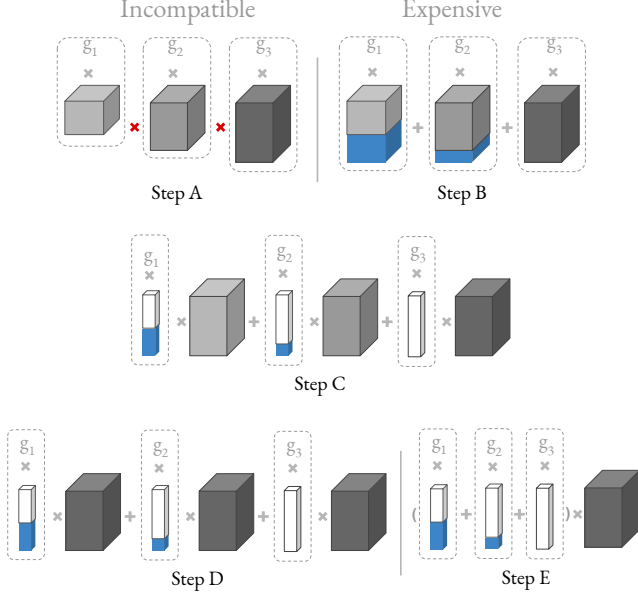 Incompatible Expensive
g1 g2 g3 g1 g2 g3
× × × × × ×
× × + +
Step A Step B
g1 g2 g3
× × ×
× + × + ×
Step C
g1 g2 g3 g1 g2 g3
× × × × × ×
× + × + × ( + + ) ×
Step D Step E